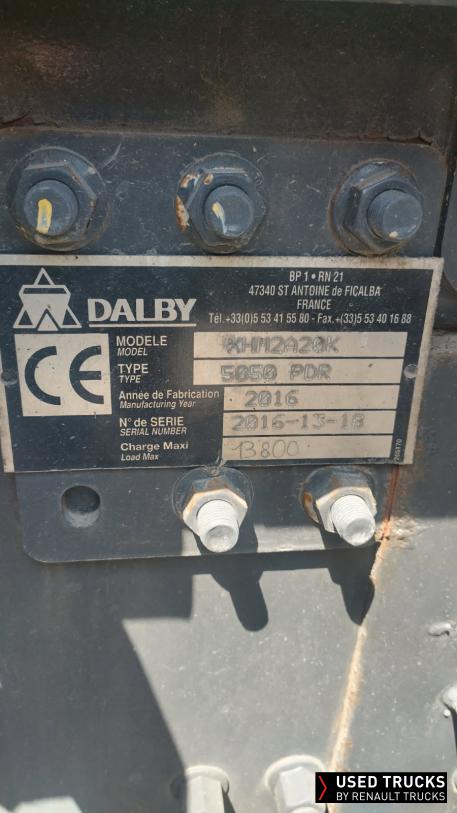 BP 1 • RN 21
47340 ST ANTOINE de FICALBA
FRANCE
DALBY
Tél.+33(0)5 53 41 55 80 - Fax.+(33)5 53 40 16 88
CE
MODELE XHM2A20K
MODEL
TYPE 5050 PDR
TYPE
Année de Fabrication 2016
Manufacturing Year
N° de SERIE 2016-13-18
SERIAL NUMBER
Charge Maxi 13800
Load Max
USED TRUCKS
BY RENAULT TRUCKS